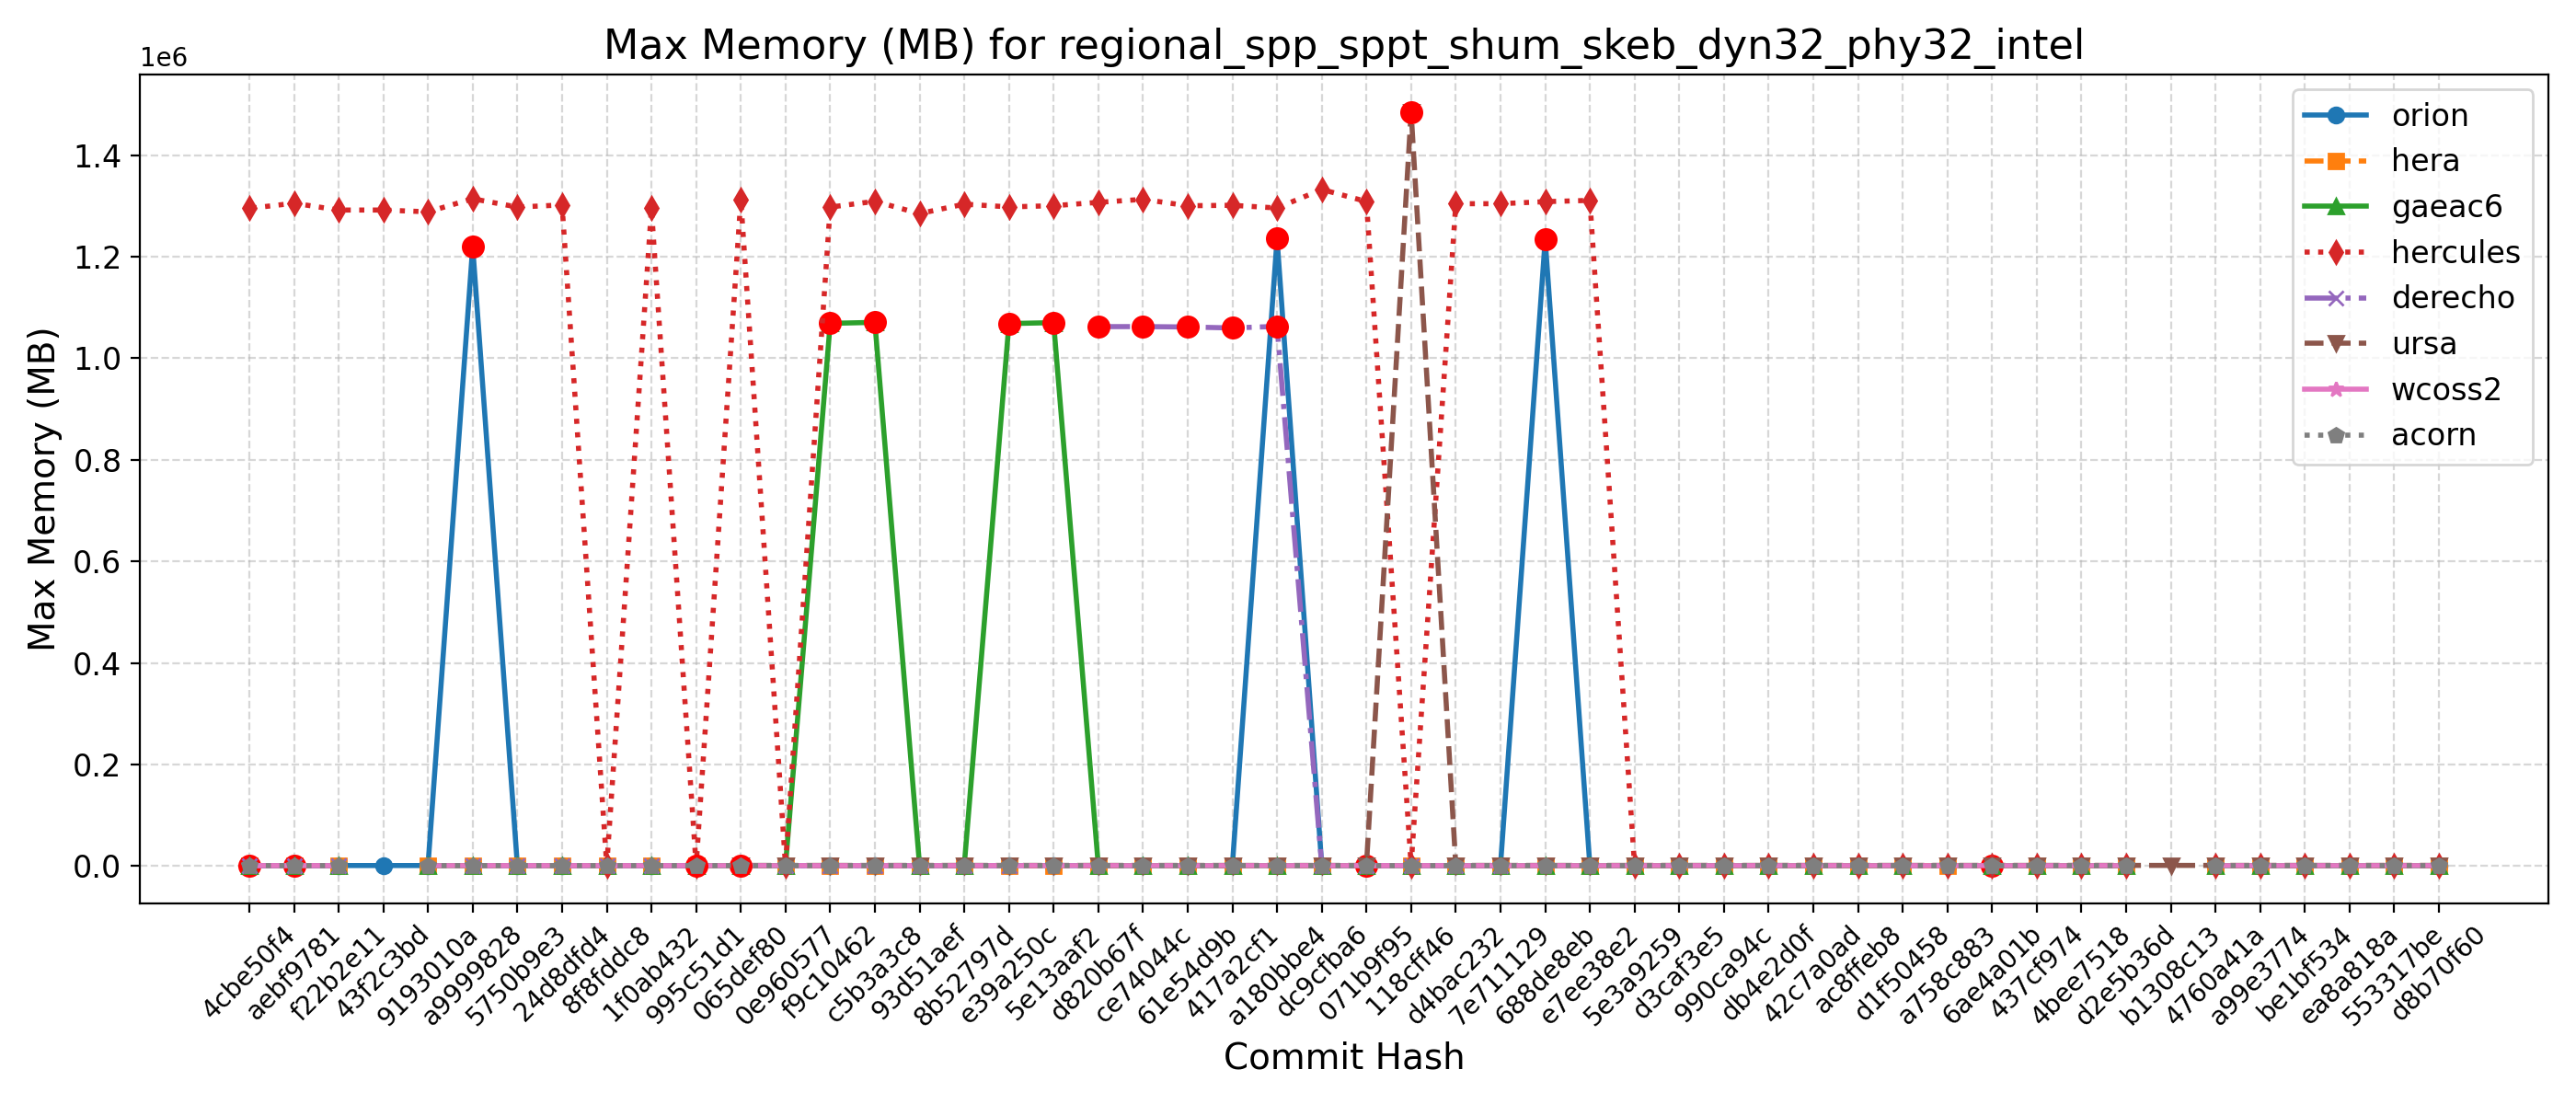 Max Memory (MB) for regional_spp_sppt_shum_skeb_dyn32_phy32_intel
1e6
Max Memory (MB)
1.4
1.2
1.0
0.8
0.6
0.4
0.2
0.0
orion
hera
gaeac6
hercules
derecho
ursa
wcoss2
acorn
4cbe50f4
aebf9781
f22b2e11
43f2c3bd
9193010a
a9999828
5750b9e3
24d8dfd4
8f8fddc8
1f0ab432
995c51d1
065def80
0e960577
f9c10462
c5b3a3c8
93d51aef
8b52797d
e39a250c
5e13aaf2
d820b67f
ce74044c
61e54d9b
417a2cf1
a180bbe4
dc9cfba6
071b9f95
118cff46
d4bac232
7e711129
688de8eb
e7ee38e2
5e3a9259
d3caf3e5
990ca94c
db4e2d0f
42c7a0ad
ac8ffeb8
d1f50458
a758c883
6ae4a01b
437cf974
4bee7518
d2e5b36d
b1308c13
4760a41a
a99e3774
be1bf534
ea8a818a
553317be
d8b70f60
Commit Hash